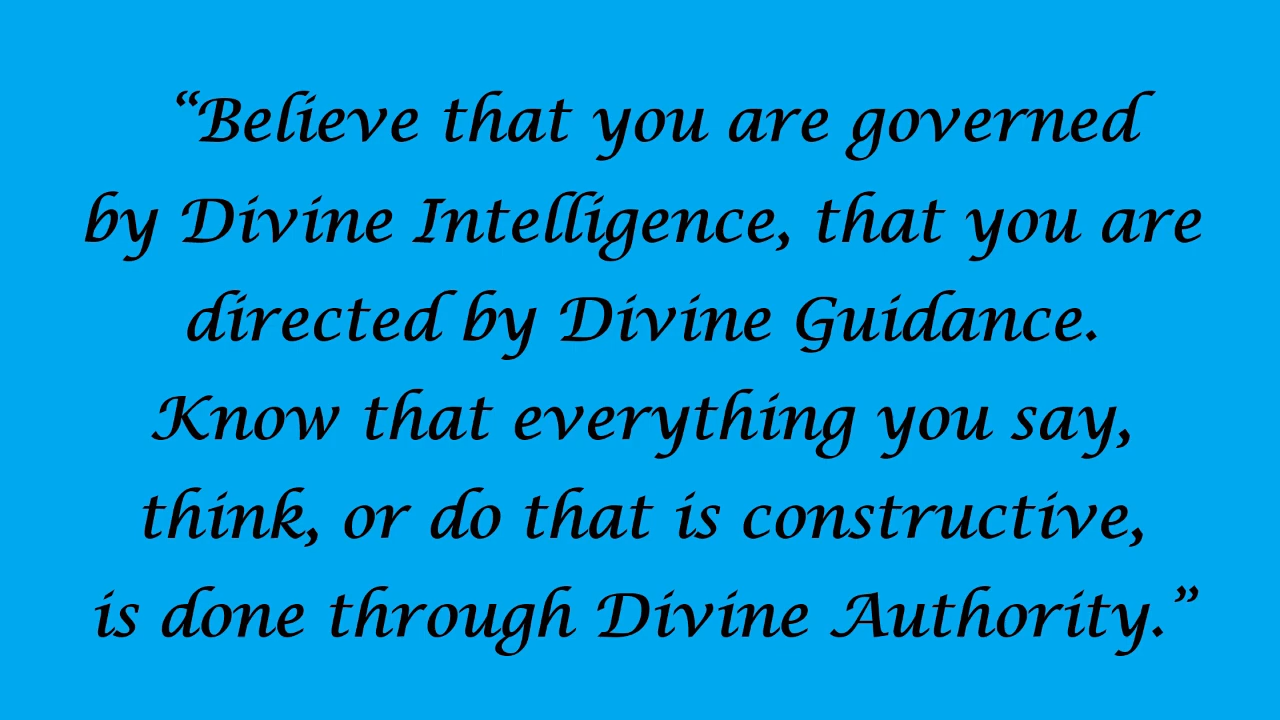 “Believe that you are governed
by Divine Intelligence, that you are
directed by Divine Guidance.
Know that everything you say,
think, or do that is constructive,
is done through Divine Authority.”